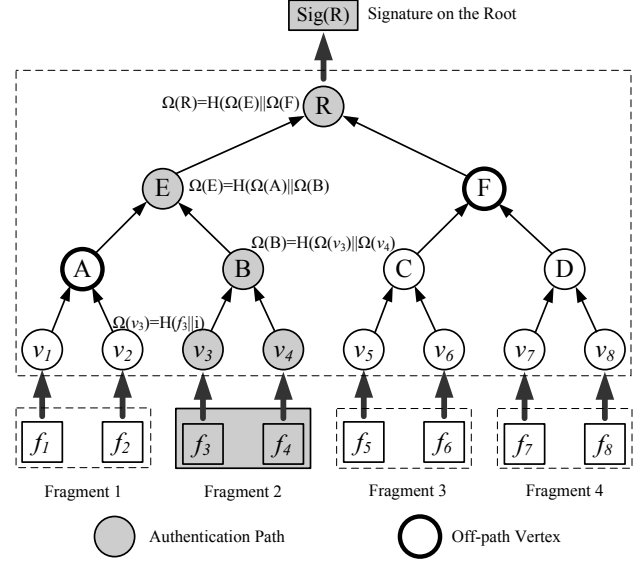 Sig(R) Signature on the Root
Ω(R)=H(Ω(E)||Ω(F) R
E Ω(E)=H(Ω(A)||Ω(B) F
Ω(B)=H(Ω(v3)||Ω(v4)
A B C D
Ω(v3)=H(f3||i)
v1 v2 v3 v4 v5 v6 v7 v8
f1 f2 f3 f4 f5 f6 f7 f8
Fragment 1 Fragment 2 Fragment 3 Fragment 4
Authentication Path Off-path Vertex